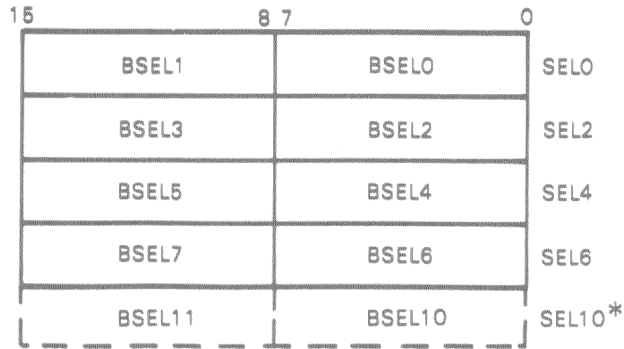 15 8 7 0
BSEL1 BSEL0 SEL0
BSEL3 BSEL2 SEL2
BSEL5 BSEL4 SEL4
BSEL7 BSEL6 SEL6
BSEL11 BSEL10 SEL10*